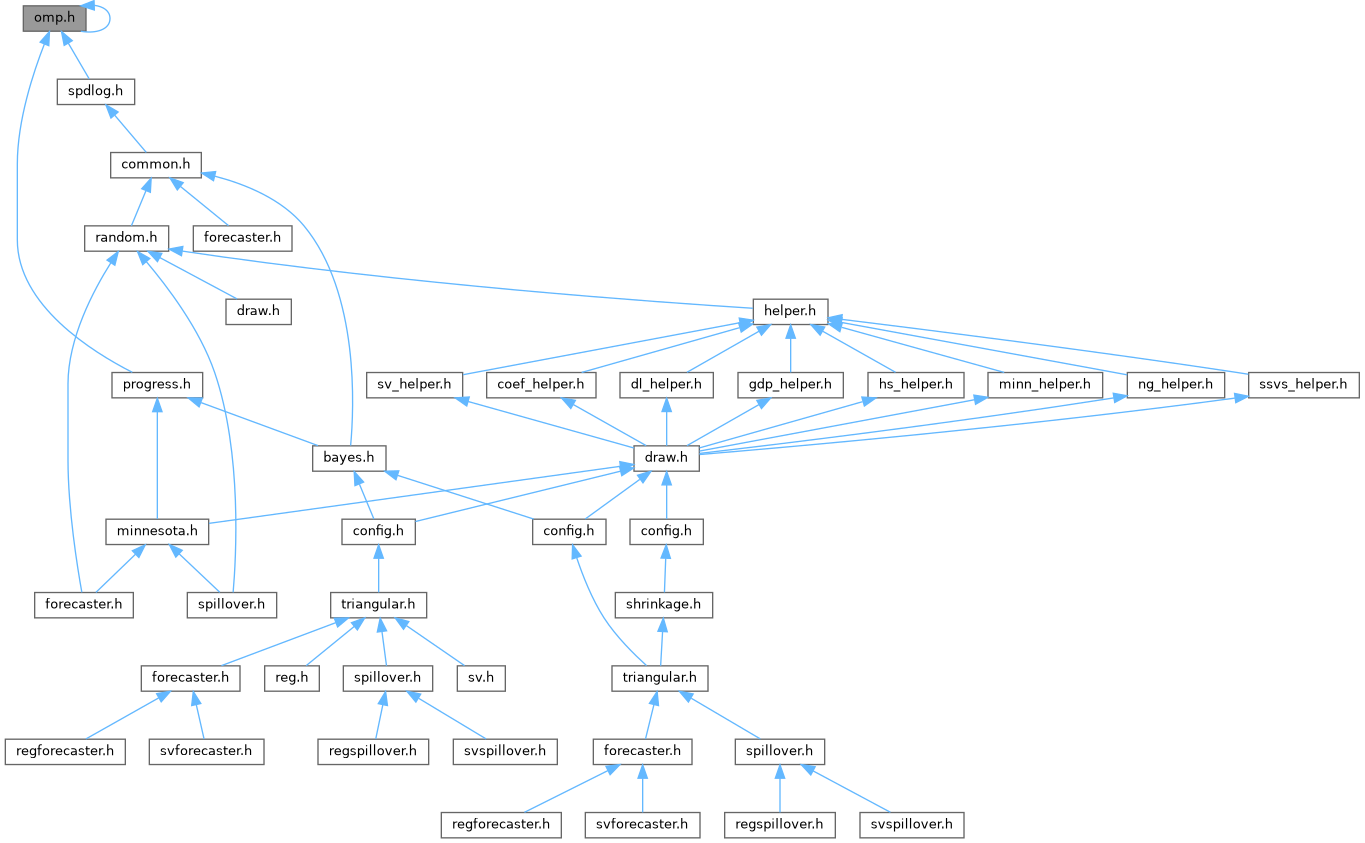 omp.h
spdlog.h
common.h
random.h
forecaster.h
draw.h
helper.h
progress.h
sv_helper.h
coef_helper.h
dl_helper.h
gdp_helper.h
hs_helper.h
minn_helper.h
ng_helper.h
ssvs_helper.h
bayes.h
draw.h
minnesota.h
config.h
config.h
config.h
forecaster.h
spillover.h
triangular.h
shrinkage.h
forecaster.h
reg.h
spillover.h
sv.h
triangular.h
regforecaster.h
svforecaster.h
regspillover.h
svspillover.h
forecaster.h
spillover.h
regforecaster.h
svforecaster.h
regspillover.h
svspillover.h